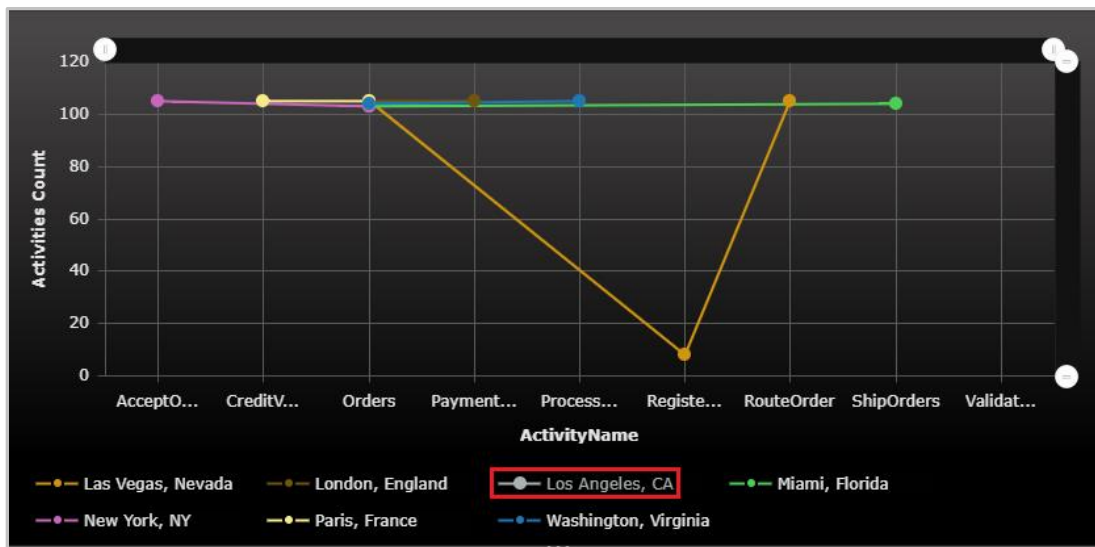 120
100
80
60
40
20
0
Activities Count
AcceptO... CreditV... Orders Payment... Process... Registe... RouteOrder ShipOrders Validat...
ActivityName
Las Vegas, Nevada London, England Los Angeles, CA Miami, Florida
New York, NY Paris, France Washington, Virginia
...